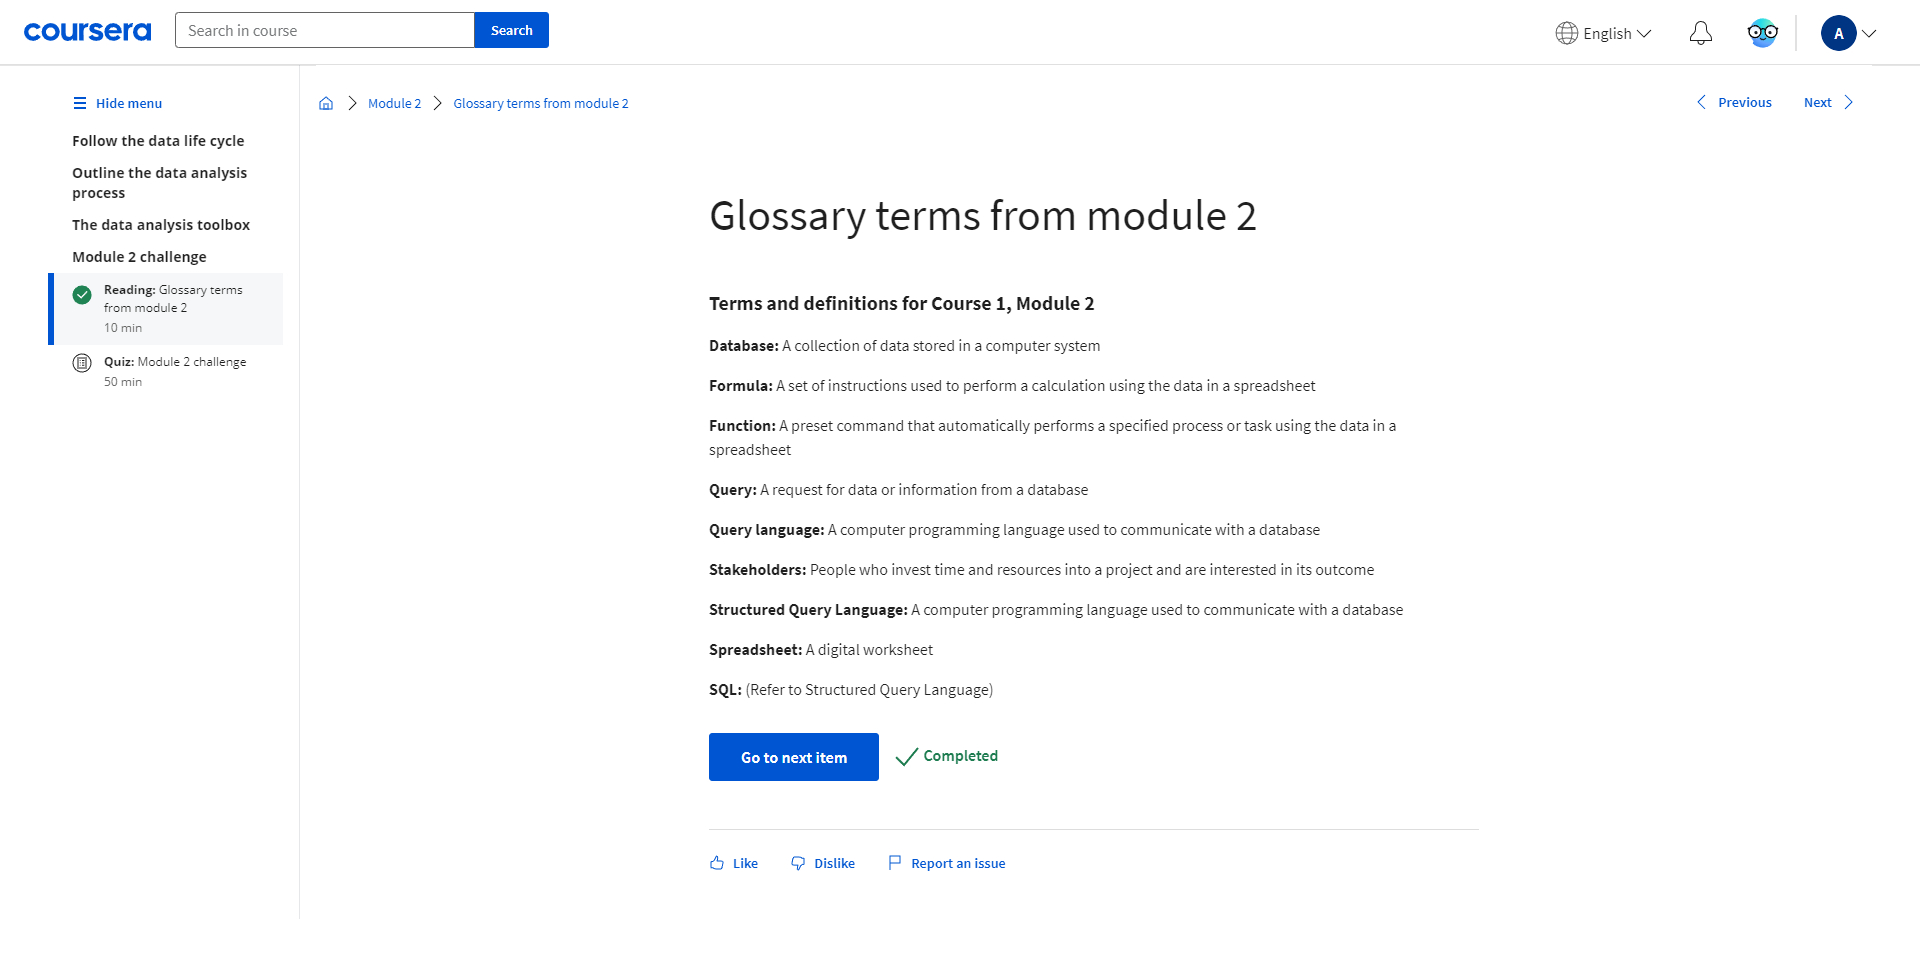 coursera
Search in course
Search
English
A
Hide menu
Follow the data life cycle
Outline the data analysis
process
The data analysis toolbox
Module 2 challenge
Reading: Glossary terms
from module 2
10 min
Quiz: Module 2 challenge
50 min
Module 2
Glossary terms from module 2
Previous
Next
Glossary terms from module 2
Terms and definitions for Course 1, Module 2
Database: A collection of data stored in a computer system
Formula: A set of instructions used to perform a calculation using the data in a spreadsheet
Function: A preset command that automatically performs a specified process or task using the data in a
spreadsheet
Query: A request for data or information from a database
Query language: A computer programming language used to communicate with a database
Stakeholders: People who invest time and resources into a project and are interested in its outcome
Structured Query Language: A computer programming language used to communicate with a database
Spreadsheet: A digital worksheet
SQL: (Refer to Structured Query Language)
Go to next item
Completed
Like
Dislike
Report an issue